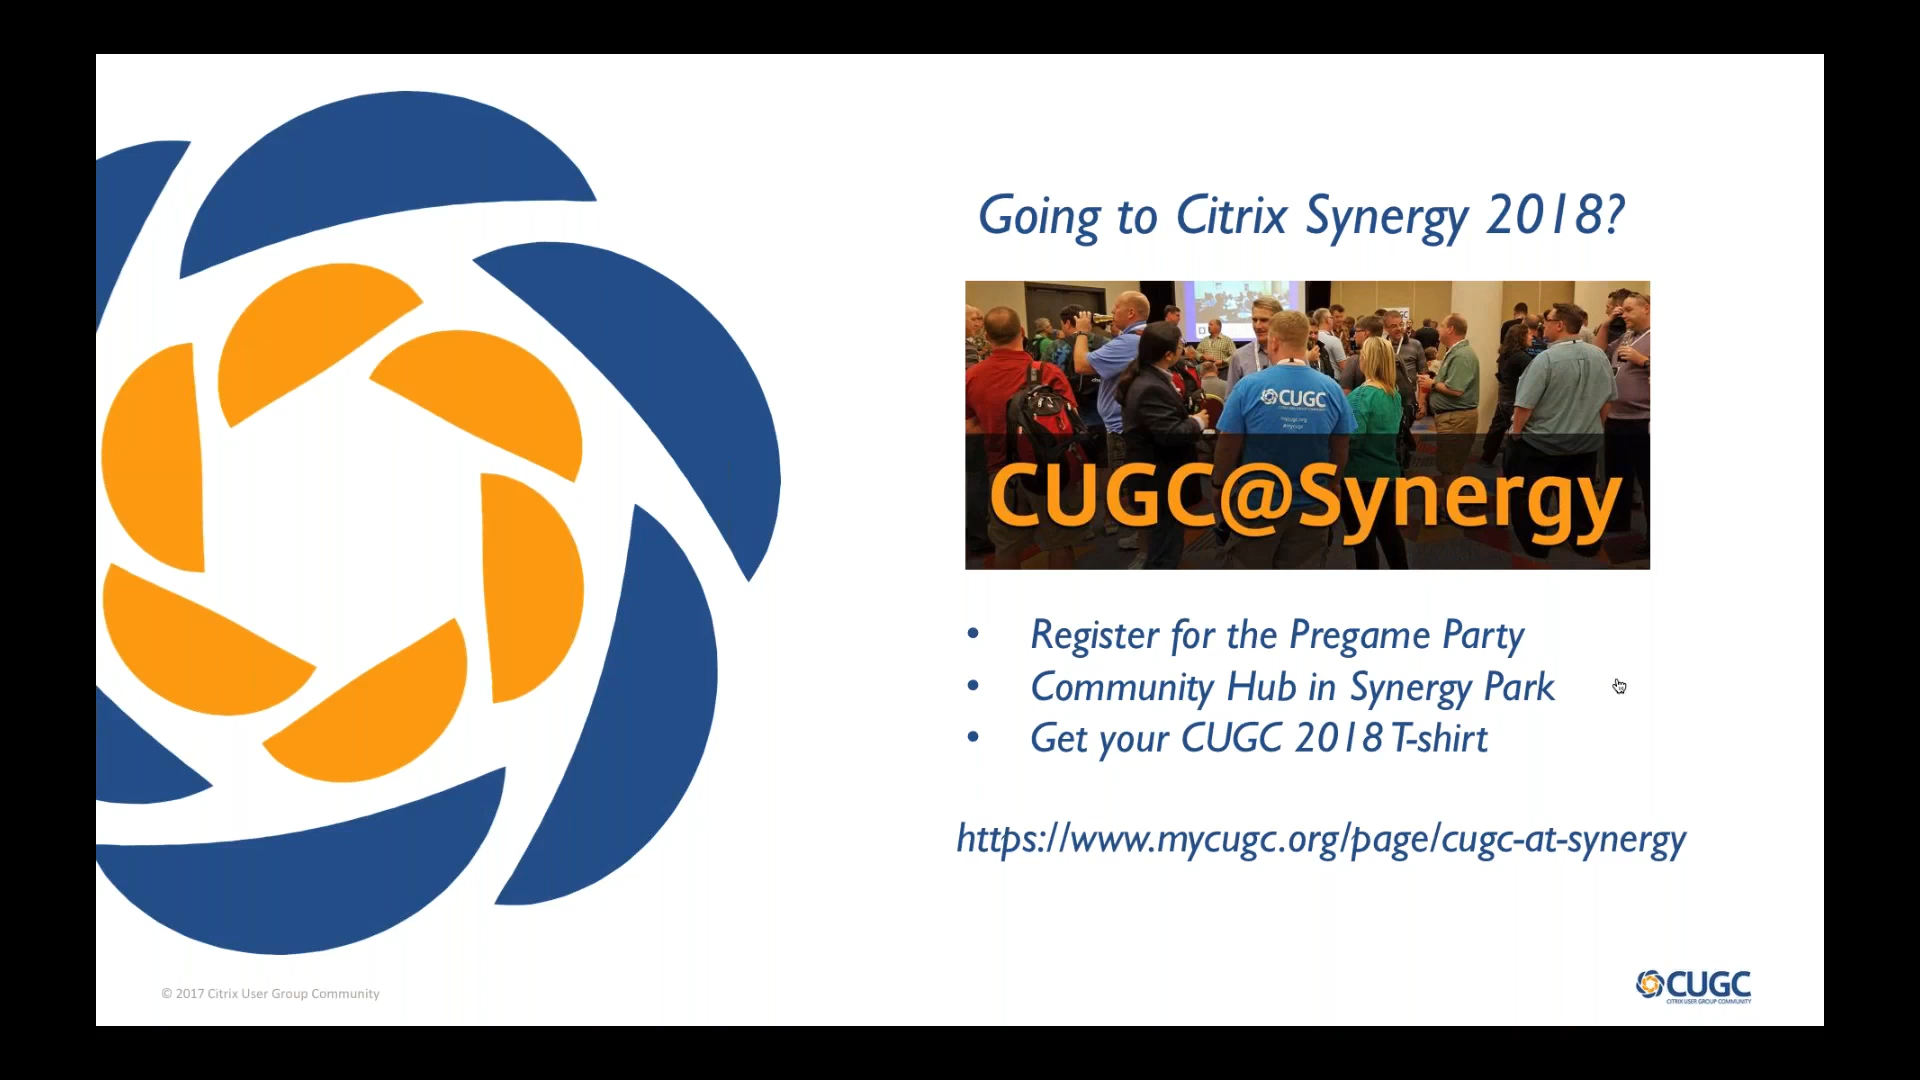 Going to Citrix Synergy 2018?
CUGC
CUGC@Synergy
• Register for the Pregame Party
• Community Hub in Synergy Park
• Get your CUGC 2018 T-shirt
https://www.mycugc.org/page/cugc-at-synergy
© 2017 Citrix User Group Community
CUGC
CITRIX USER GROUP COMMUNITY